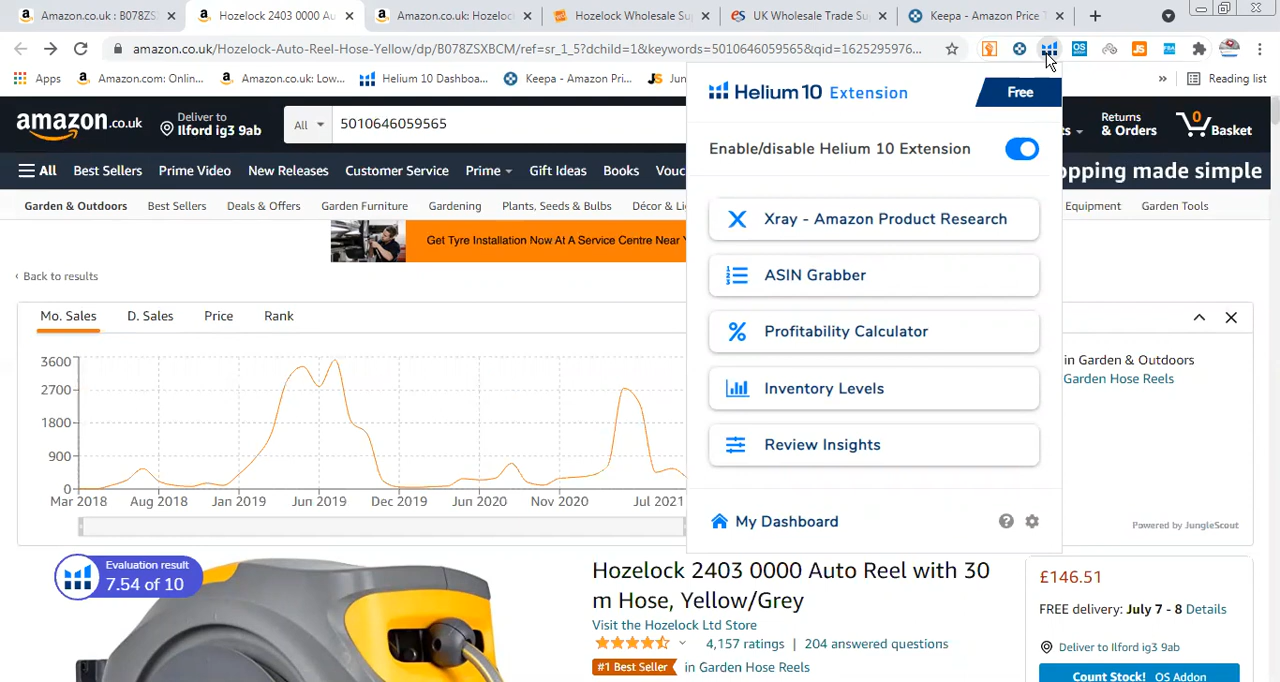 Amazon.co.uk : B078ZS
Hozelock 2403 0000 Au
Amazon.co.uk: Hozeloc
Hozelock Wholesale Su
UK Wholesale Trade Su
Keepa - Amazon Price T
amazon.co.uk/Hozelock-Auto-Reel-Hose-Yellow/dp/B078ZSXBCM/ref=sr_1_5?dchild=1&keywords=5010646059565&qid=1625295976...
Apps
Amazon.com: Onlin...
Amazon.co.uk: Low...
Helium 10 Dashboa...
Keepa - Amazon Pri...
Jun
»
Reading list
amazon.co.uk
Deliver to
Ilford ig3 9ab
All
5010646059565
Returns
& Orders
0
Basket
All
Best Sellers
Prime Video
New Releases
Customer Service
Prime
Gift Ideas
Books
Vouc
opping made simple
Garden & Outdoors
Best Sellers
Deals & Offers
Garden Furniture
Gardening
Plants, Seeds & Bulbs
Décor & Li
Equipment
Garden Tools
Get Tyre Installation Now At A Service Centre Near
‹ Back to results
Mo. Sales
D. Sales
Price
Rank
3600
2700
1800
900
0
Mar 2018
Aug 2018
Jan 2019
Jun 2019
Dec 2019
Jun 2020
Nov 2020
Jul 2021
in Garden & Outdoors
Garden Hose Reels
Powered by JungleScout
Helium 10 Extension
Free
Enable/disable Helium 10 Extension
Xray - Amazon Product Research
ASIN Grabber
Profitability Calculator
Inventory Levels
Review Insights
My Dashboard
Evaluation result
7.54 of 10
Hozelock 2403 0000 Auto Reel with 30
m Hose, Yellow/Grey
Visit the Hozelock Ltd Store
4,157 ratings | 204 answered questions
#1 Best Seller in Garden Hose Reels
£146.51
FREE delivery: July 7 - 8 Details
Deliver to Ilford ig3 9ab
Count Stock! OS Addon